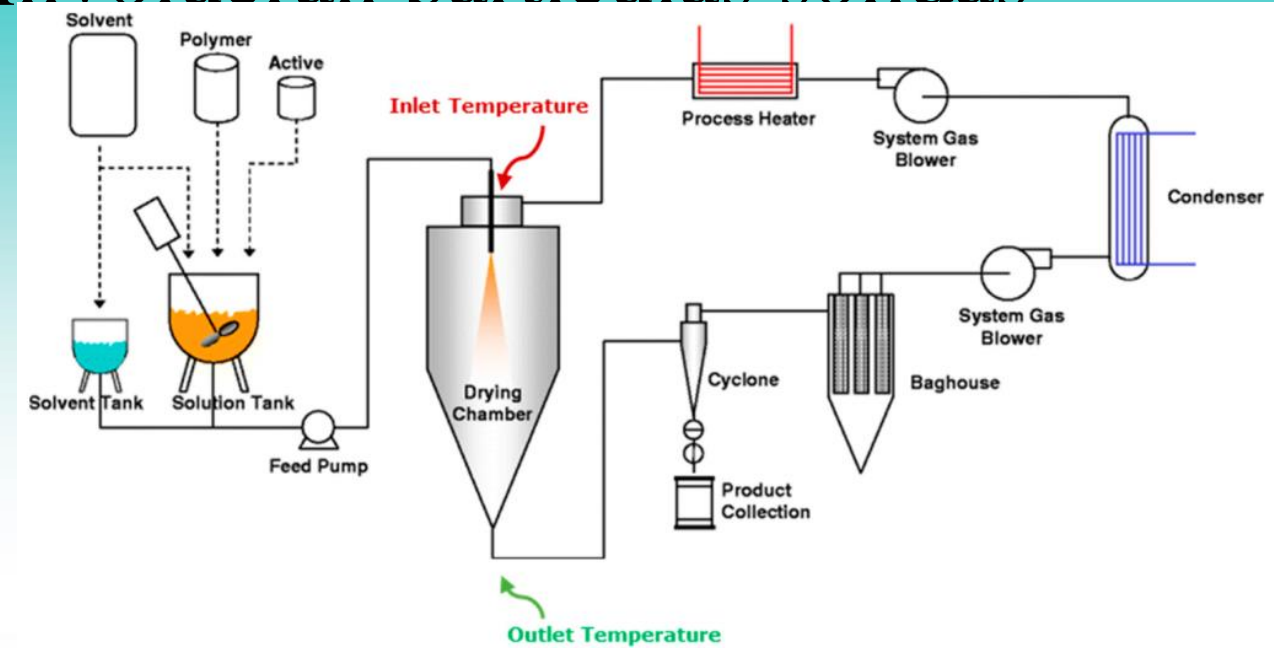 Solvent
Polymer
Active
Inlet Temperature
Process Heater
System Gas
Blower
Condenser
System Gas
Blower
Baghouse
Cyclone
Drying
Chamber
Solvent Tank
Solution Tank
Feed Pump
Product
Collection
Outlet Temperature